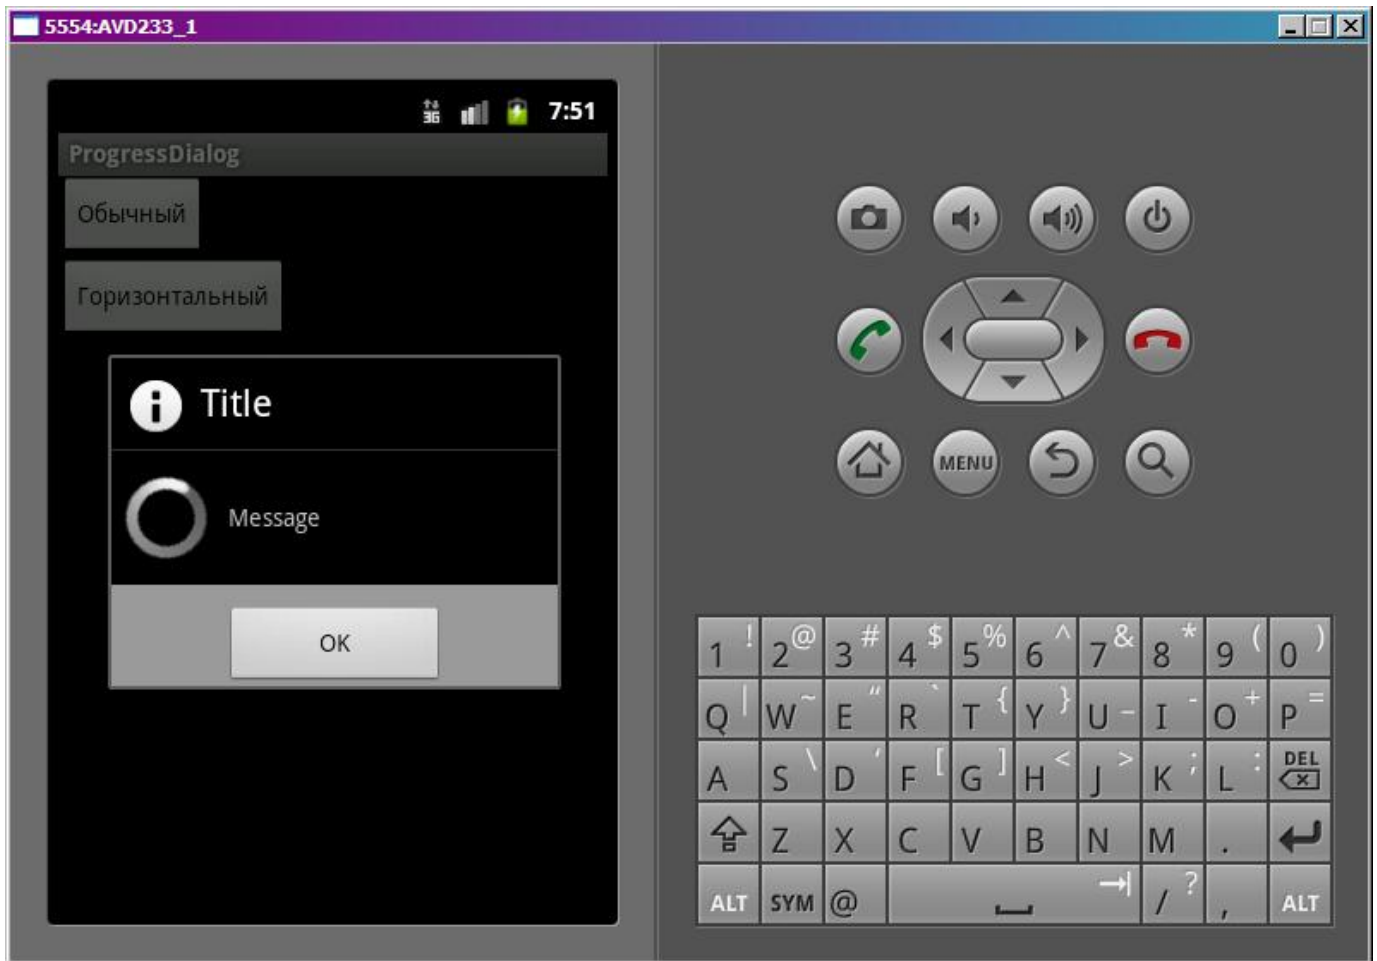 5554:AVD233_1
3G 7:51
ProgressDialog
Обычный
Горизонтальный
Title
Message
OK
MENU
1 ! 2 @ 3 # 4 $ 5 % 6 ^ 7 & 8 * 9 ( 0 )
Q | W ~ E “ R ` T { Y } U _ I - O + P =
A S \ D ‘ F [ G ] H < J > K ; L : DEL
Z X C V B N M .
ALT SYM @ / ? , ALT